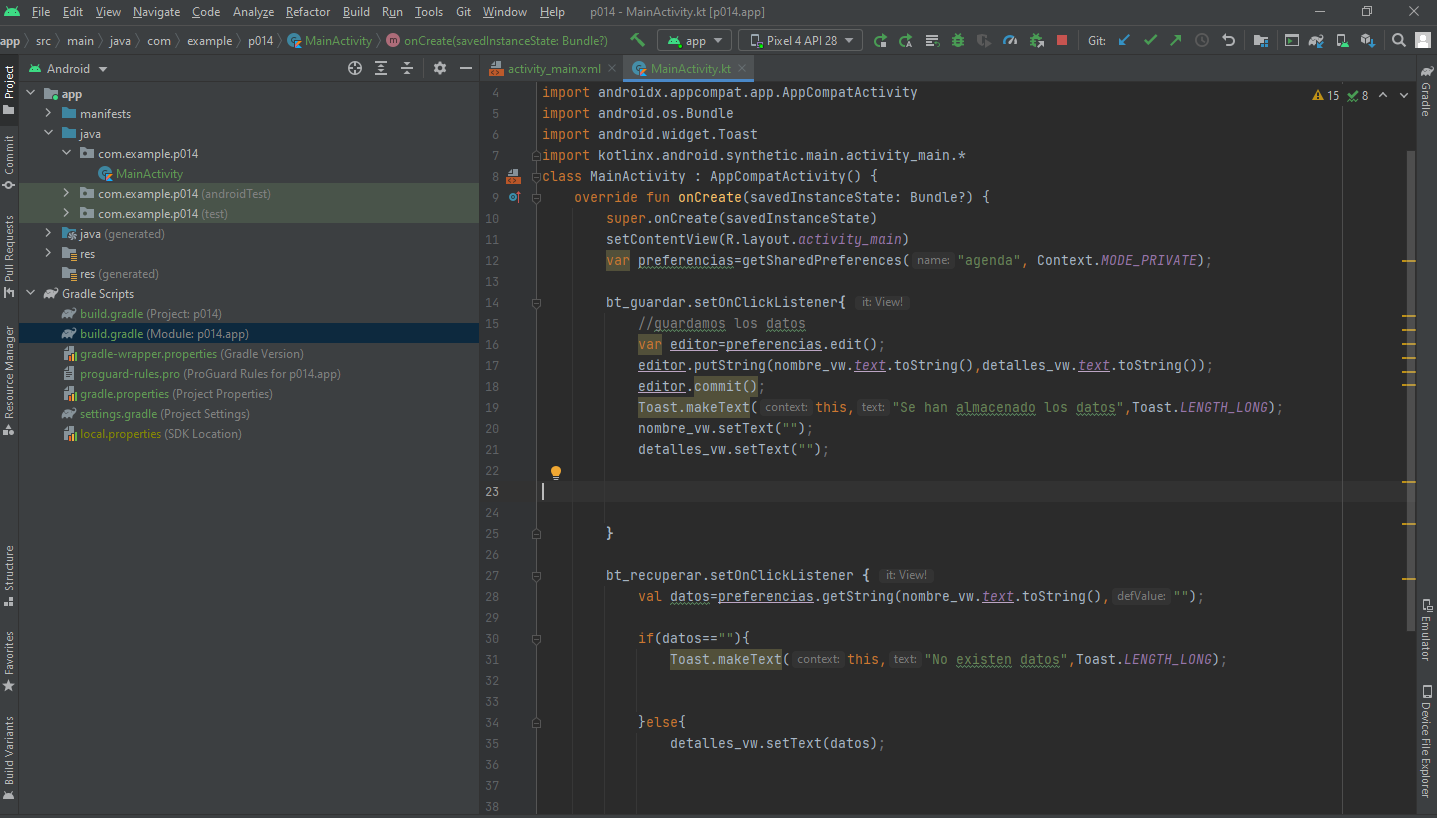 File Edit View Navigate Code Analyze Refactor Build Run Tools Git Window Help p014 - MainActivity.kt [p014.app]
app src main java com example p014 MainActivity onCreate(savedInstanceState: Bundle?) app Pixel 4 API 28 Git:
Project
Commit
Pull Requests
Resource Manager
Structure
Favorites
Build Variants
Android
app
manifests
java
com.example.p014
MainActivity
com.example.p014 (androidTest)
com.example.p014 (test)
java (generated)
res
res (generated)
Gradle Scripts
build.gradle (Project: p014)
build.gradle (Module: p014.app)
gradle-wrapper.properties (Gradle Version)
proguard-rules.pro (ProGuard Rules for p014.app)
gradle.properties (Project Properties)
settings.gradle (Project Settings)
local.properties (SDK Location)
activity_main.xml MainActivity.kt
15 8
4 import androidx.appcompat.app.AppCompatActivity
5 import android.os.Bundle
6 import android.widget.Toast
7 import kotlinx.android.synthetic.main.activity_main.*
8 class MainActivity : AppCompatActivity() {
9 override fun onCreate(savedInstanceState: Bundle?) {
10 super.onCreate(savedInstanceState)
11 setContentView(R.layout.activity_main)
12 var preferencias=getSharedPreferences( name: "agenda", Context.MODE_PRIVATE);
13
14 bt_guardar.setOnClickListener{ it: View!
15 //guardamos los datos
16 var editor=preferencias.edit();
17 editor.putString(nombre_vw.text.toString(),detalles_vw.text.toString());
18 editor.commit();
19 Toast.makeText( context: this, text: "Se han almacenado los datos",Toast.LENGTH_LONG);
20 nombre_vw.setText("");
21 detalles_vw.setText("");
22
23
24
25 }
26
27 bt_recuperar.setOnClickListener { it: View!
28 val datos=preferencias.getString(nombre_vw.text.toString(), defValue: "");
29
30 if(datos==""){
31 Toast.makeText( context: this, text: "No existen datos",Toast.LENGTH_LONG);
32
33
34 }else{
35 detalles_vw.setText(datos);
36
37
38
Gradle
Emulator
Device File Explorer